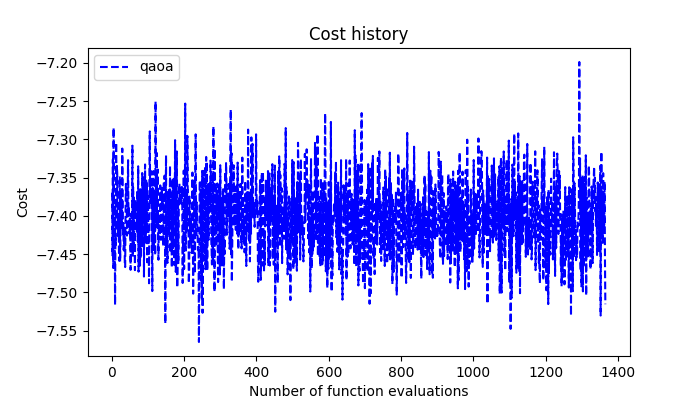 Cost history
qaoa
Cost
−7.20
−7.25
−7.30
−7.35
−7.40
−7.45
−7.50
−7.55
0 200 400 600 800 1000 1200 1400
Number of function evaluations